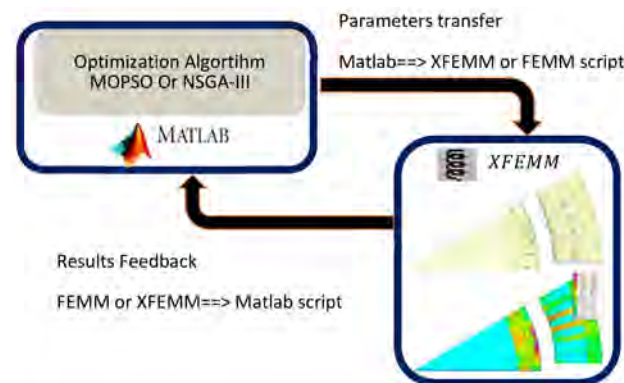 Parameters transfer
Optimization Algortihm
MOPSO Or NSGA-III
Matlab==> XFEMM or FEMM script
MATLAB
XFEMM
Results Feedback
FEMM or XFEMM==> Matlab script